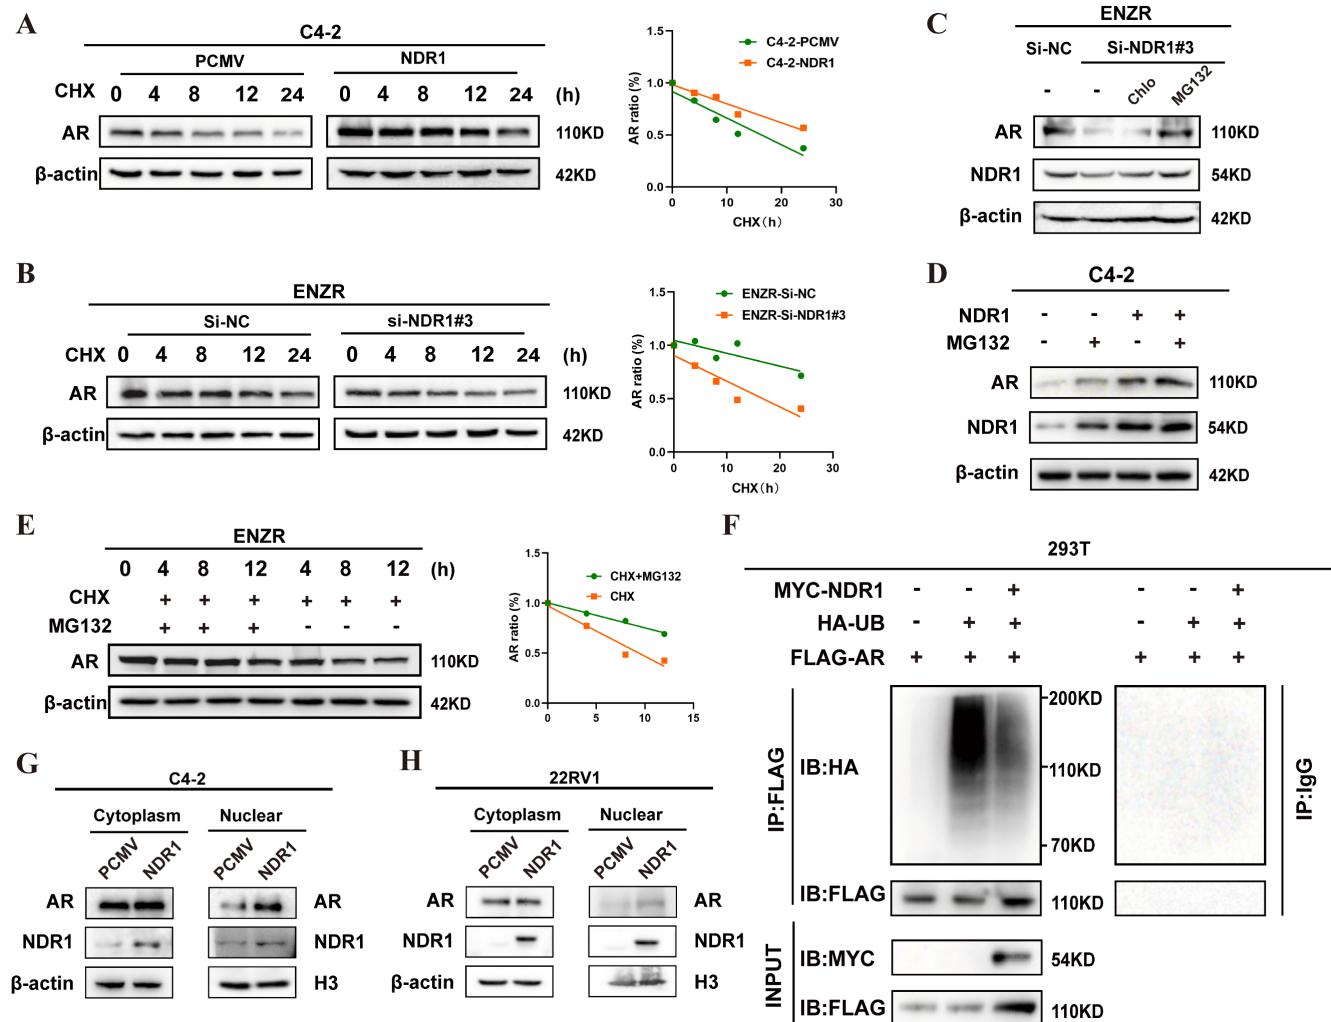 A
C4-2
PCMV NDR1
CHX 0 4 8 12 24 0 4 8 12 24 (h)
AR 110KD
β-actin 42KD
1.5
1.0
0.5
0.0
AR ratio (%)
C4-2-PCMV
C4-2-NDR1
0 10 20 30
CHX(h)
B
ENZR
Si-NC si-NDR1#3
CHX 0 4 8 12 24 0 4 8 12 24 (h)
AR 110KD
β-actin 42KD
1.5
1.0
0.5
0.0
AR ratio (%)
ENZR-Si-NC
ENZR-Si-NDR1#3
0 10 20 30
CHX(h)
C
ENZR
Si-NC Si-NDR1#3
- - Chlo MG132
AR 110KD
NDR1 54KD
β-actin 42KD
D
C4-2
NDR1 - - + +
MG132 - + - +
AR 110KD
NDR1 54KD
β-actin 42KD
E
ENZR
0 4 8 12 4 8 12 (h)
CHX + + + + + +
MG132 + + + - - -
AR 110KD
β-actin 42KD
1.5
1.0
0.5
0.0
AR ratio (%)
CHX+MG132
CHX
0 5 10 15
F
293T
MYC-NDR1 - - + - - +
HA-UB - + + - + +
FLAG-AR + + + + + +
IP:FLAG
IB:HA
200KD
110KD
70KD
IB:FLAG 110KD
IP:IgG
INPUT
IB:MYC 54KD
IB:FLAG 110KD
G
C4-2
Cytoplasm Nuclear
PCMV NDR1 PCMV NDR1
AR AR
NDR1 NDR1
β-actin H3
H
22RV1
Cytoplasm Nuclear
PCMV NDR1 PCMV NDR1
AR AR
NDR1 NDR1
β-actin H3